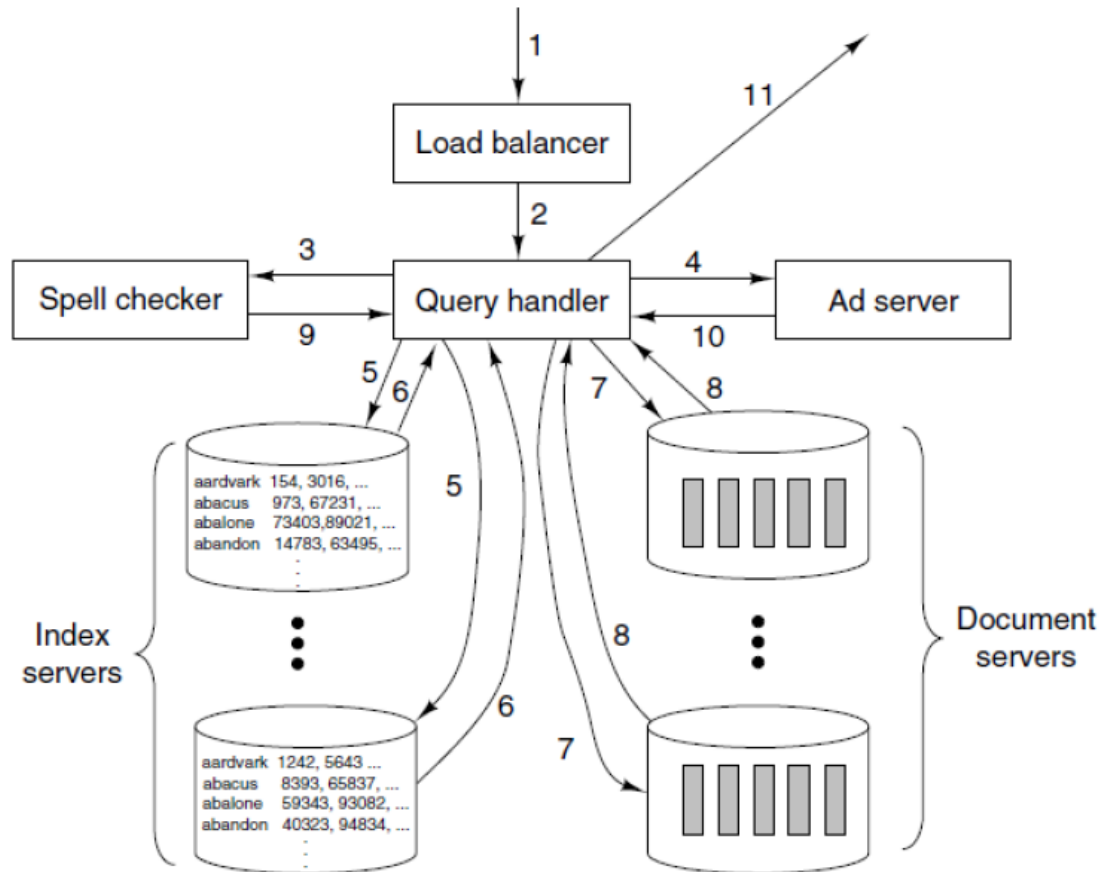 1
11
Load balancer
2
3
4
Spell checker
Query handler
Ad server
9
10
5
6
7
8
aardvark 154, 3016, ...
abacus 973, 67231, ...
abalone 73403,89021, ...
abandon 14783, 63495, ...
5
Index
servers
Document
servers
8
6
7
aardvark 1242, 5643 ...
abacus 8393, 65837, ...
abalone 59343, 93082, ...
abandon 40323, 94834, ...